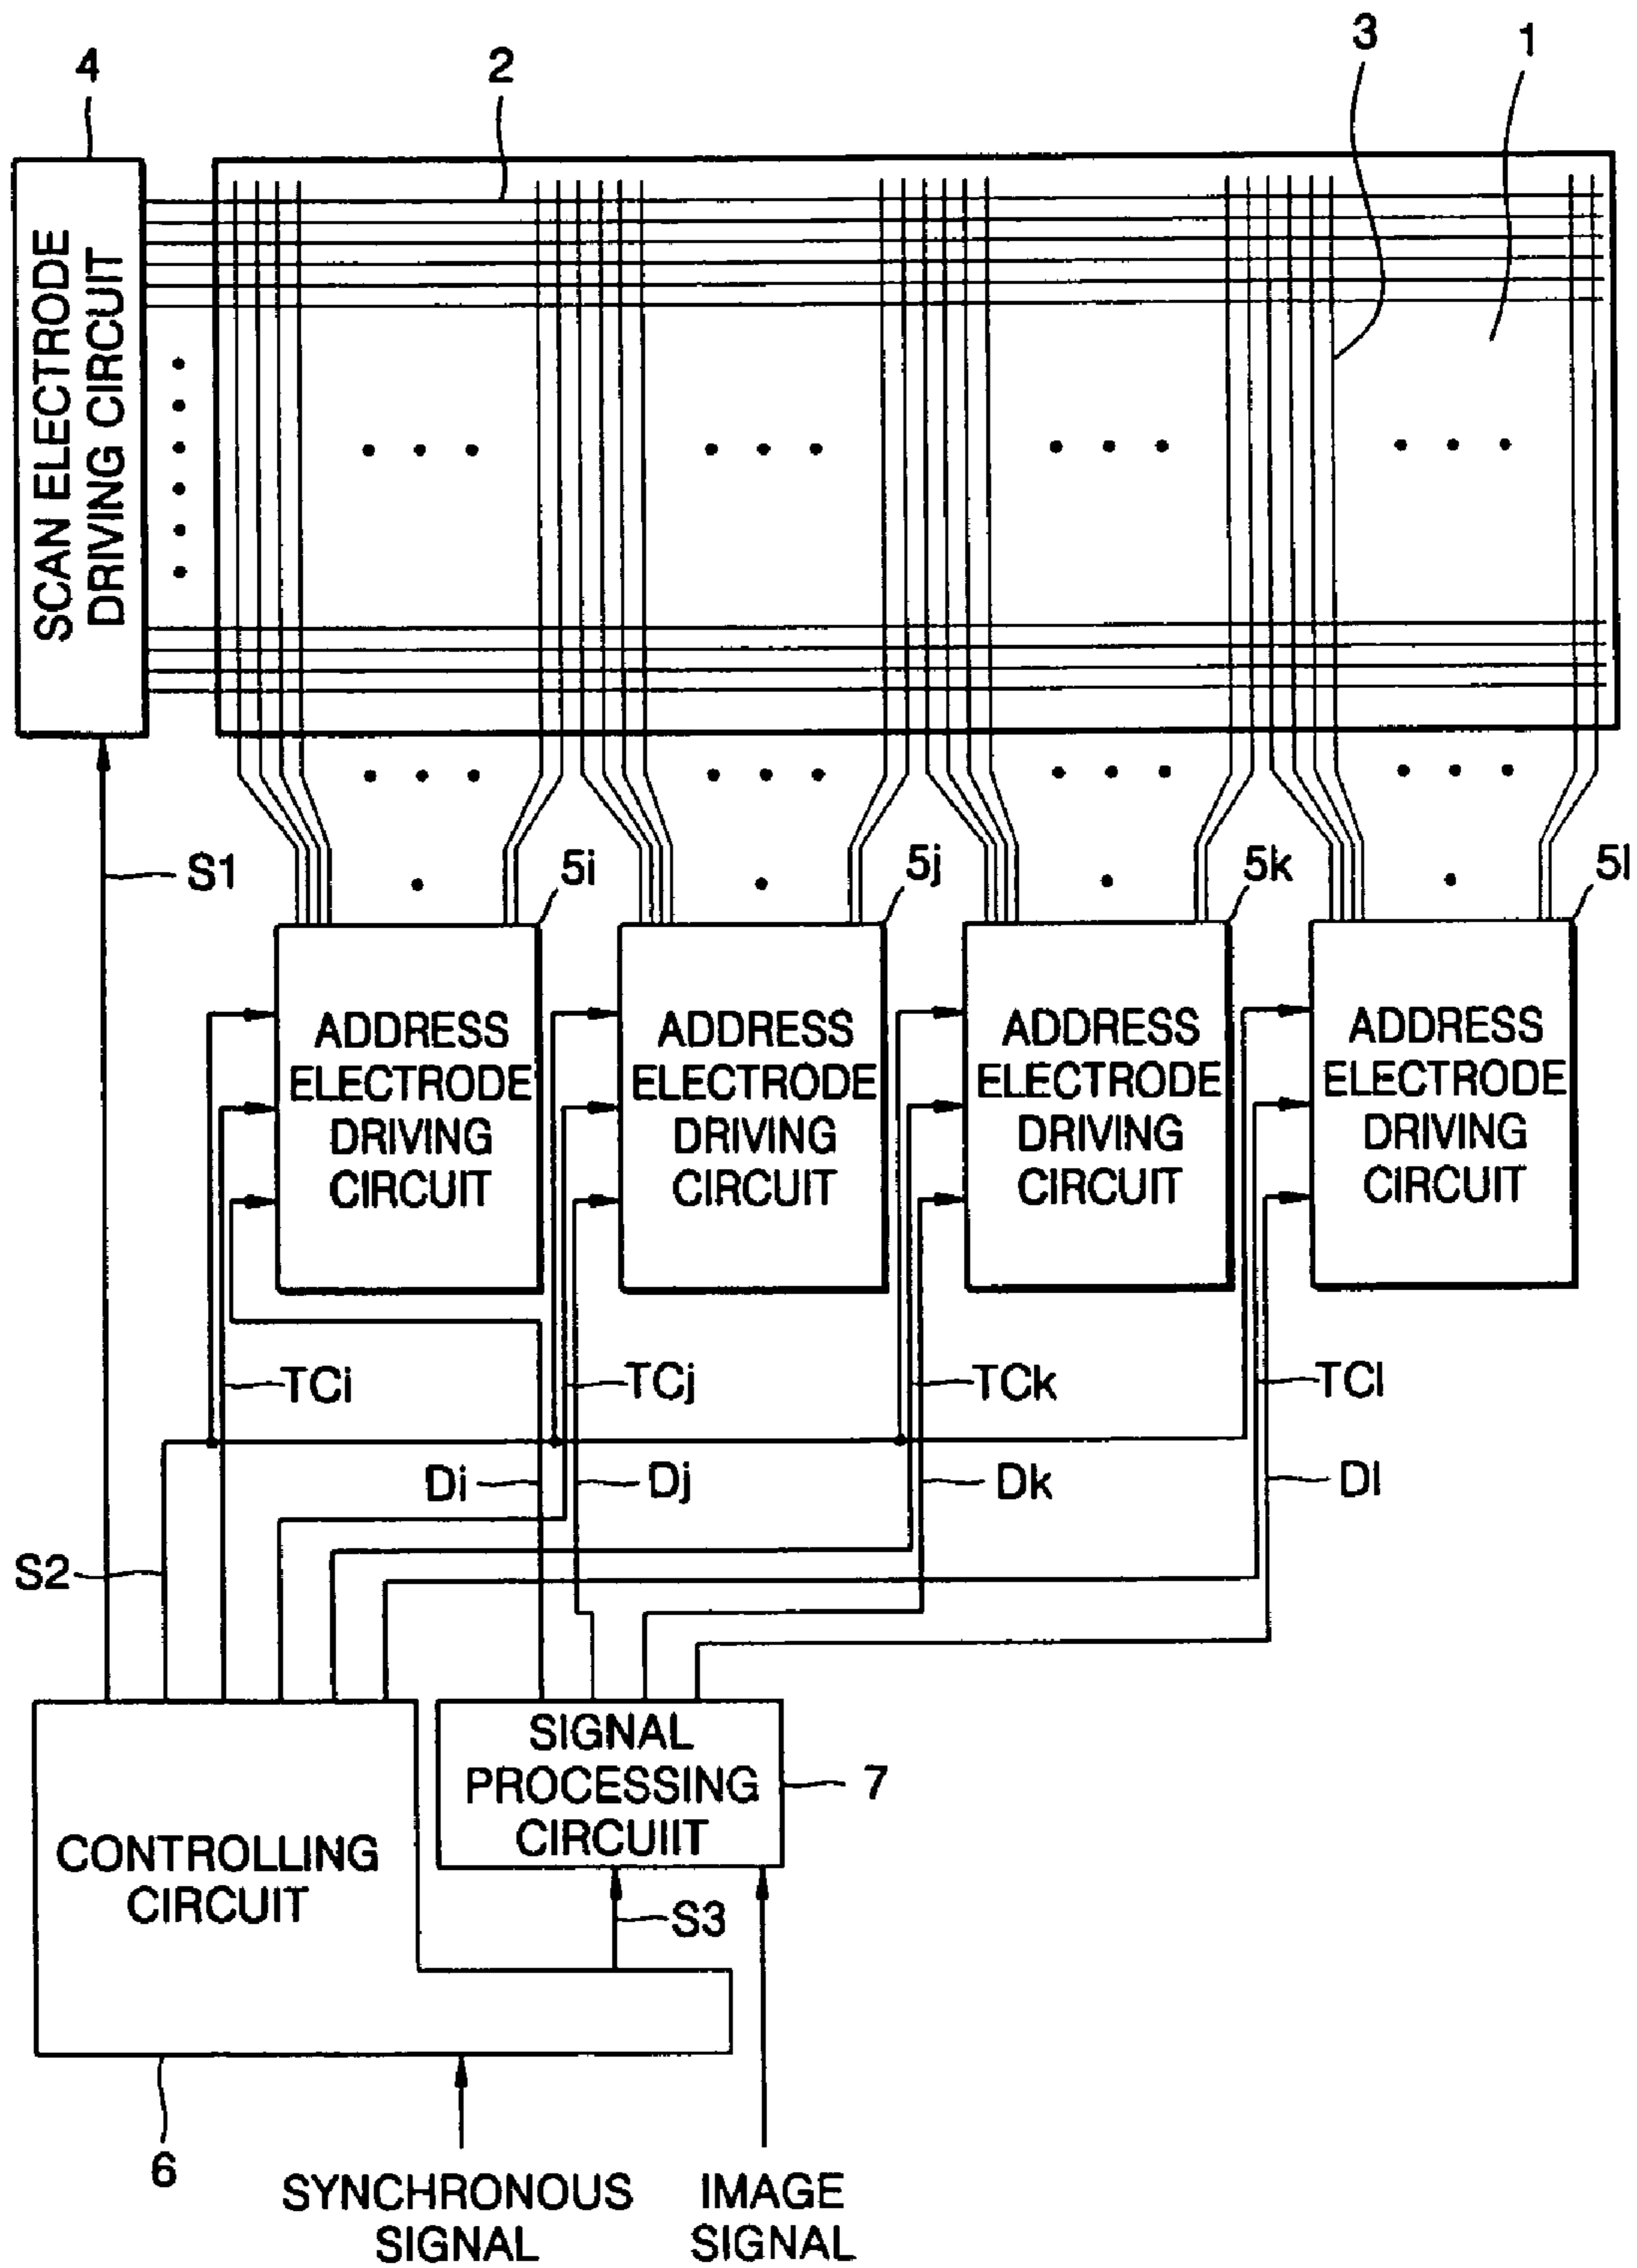 3
1
4
2
SCAN ELECTRODE
DRIVING CIRCUIT
S1
5i
5j
5k
5l
ADDRESS
ELECTRODE
DRIVING
CIRCUIT
ADDRESS
ELECTRODE
DRIVING
CIRCUIT
ADDRESS
ELECTRODE
DRIVING
CIRCUIT
ADDRESS
ELECTRODE
DRIVING
CIRCUIT
TCi
TCj
TCk
TCl
Di
Dj
Dk
Dl
S2
SIGNAL
PROCESSING
CIRCUIIT
7
CONTROLLING
CIRCUIT
S3
6
SYNCHRONOUS
SIGNAL
IMAGE
SIGNAL